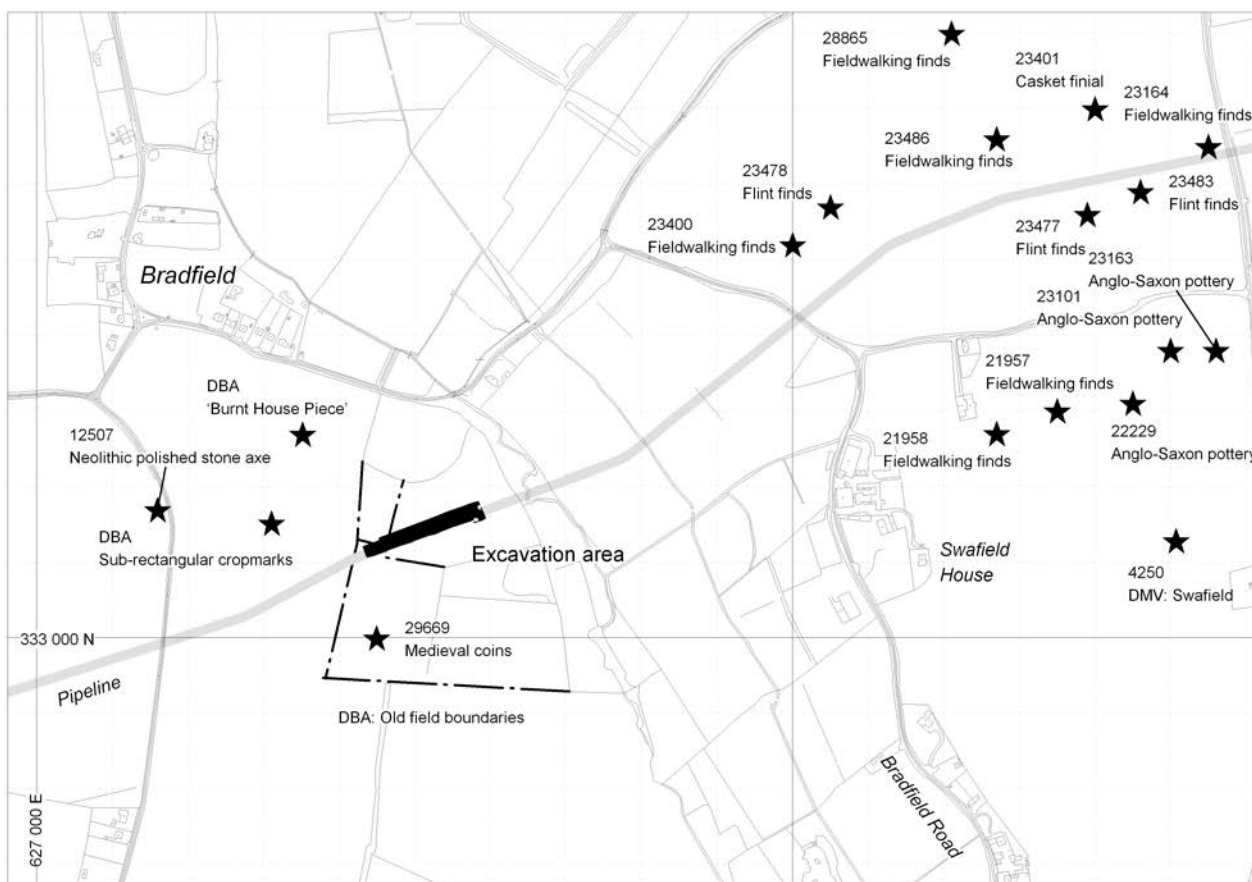 28865
Fieldwalking finds
23401
Casket finial
23164
Fieldwalking finds
23486
Fieldwalking finds
23478
Flint finds
23483
Flint finds
23400
Fieldwalking finds
23477
Flint finds
23163
Anglo-Saxon pottery
Bradfield
23101
Anglo-Saxon pottery
21957
Fieldwalking finds
DBA
'Burnt House Piece'
12507
Neolithic polished stone axe
21958
Fieldwalking finds
22229
Anglo-Saxon pottery
DBA
Sub-rectangular cropmarks
Excavation area
Swafield
House
4250
DMV: Swafield
333 000 N
29669
Medieval coins
Pipeline
DBA: Old field boundaries
Bradfield Road
627 000 E